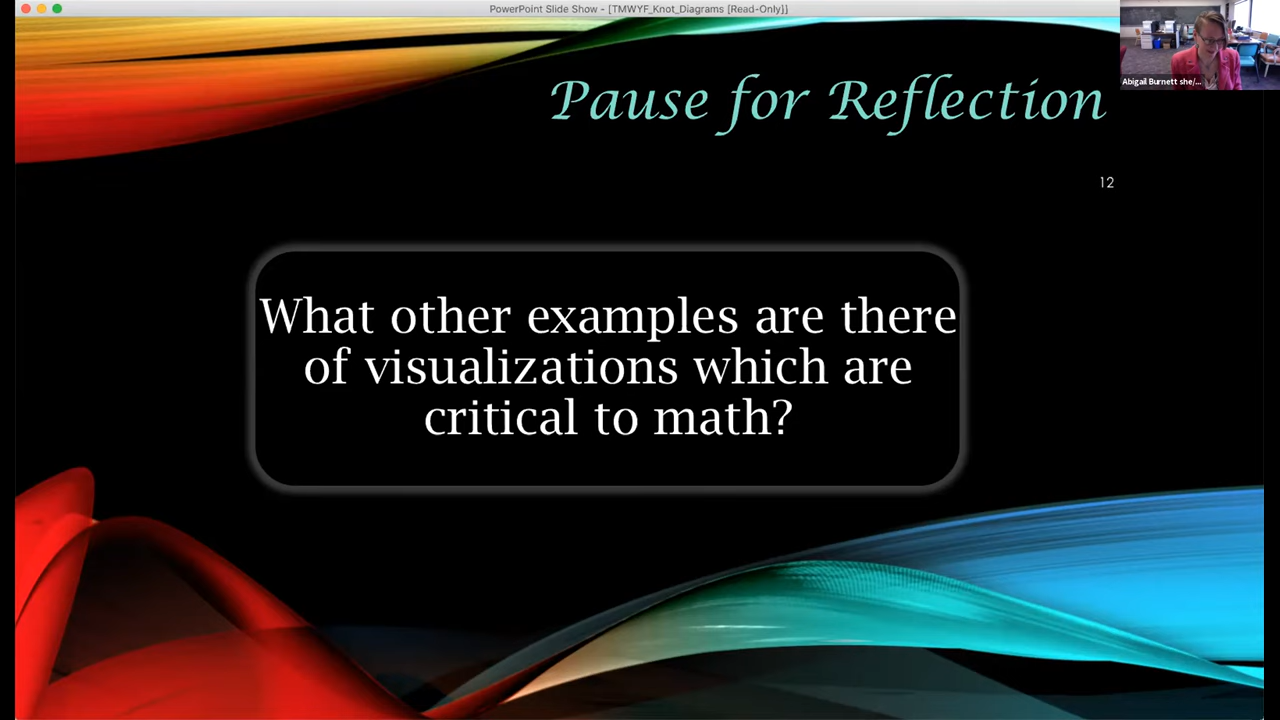 PowerPoint Slide Show - [TMWYF_Knot_Diagrams [Read-Only]]
Pause for Reflection
Abigail Burnett she/...
12
What other examples are there
of visualizations which are
critical to math?